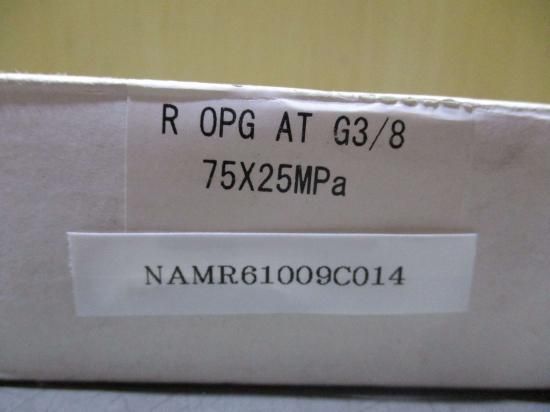 R OPG AT G3/8
75X25MPa
NAMR61009C014